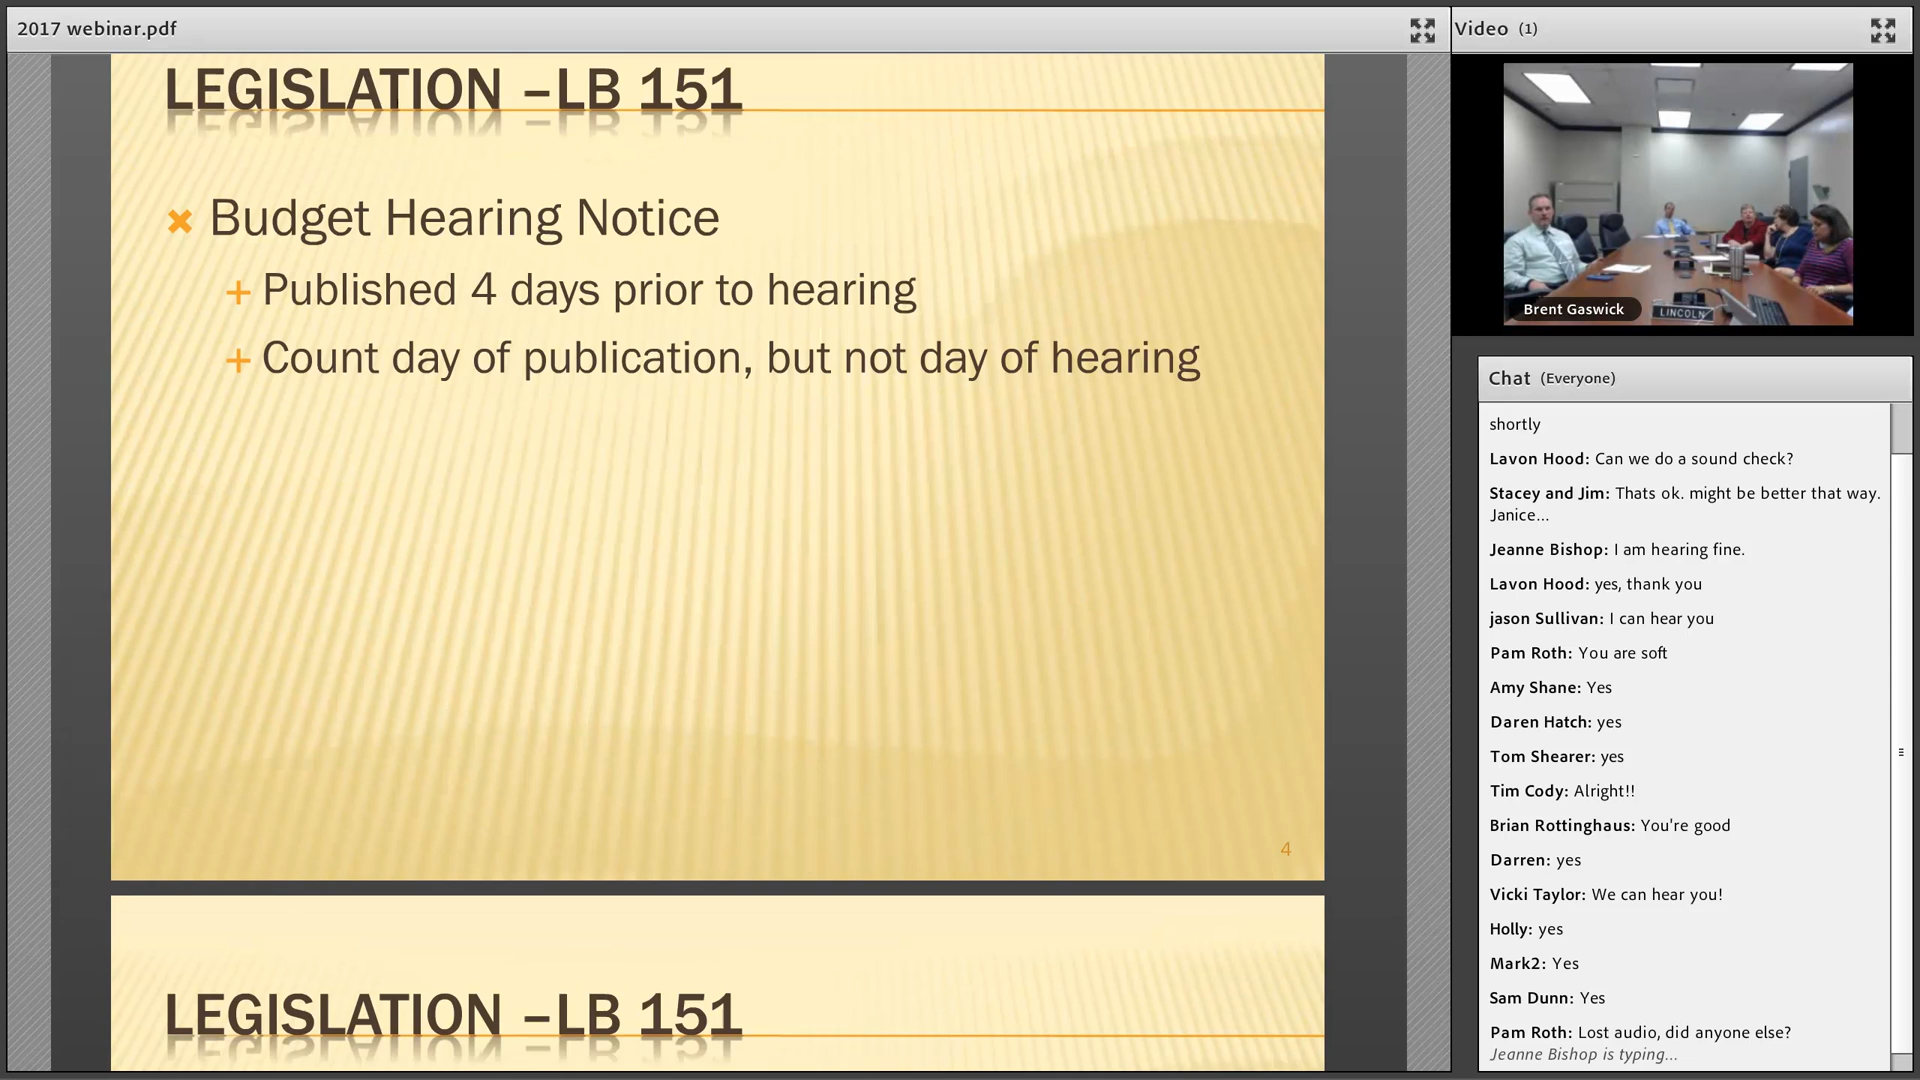 2017 webinar.pdf
LEGISLATION –LB 151
Budget Hearing Notice
Published 4 days prior to hearing
Count day of publication, but not day of hearing
4
LEGISLATION –LB 151
Video (1)
Brent Gaswick
LINCOLN
Chat (Everyone)
shortly
Lavon Hood: Can we do a sound check?
Stacey and Jim: Thats ok. might be better that way.
Janice...
Jeanne Bishop: I am hearing fine.
Lavon Hood: yes, thank you
jason Sullivan: I can hear you
Pam Roth: You are soft
Amy Shane: Yes
Daren Hatch: yes
Tom Shearer: yes
Tim Cody: Alright!!
Brian Rottinghaus: You're good
Darren: yes
Vicki Taylor: We can hear you!
Holly: yes
Mark2: Yes
Sam Dunn: Yes
Pam Roth: Lost audio, did anyone else?
Jeanne Bishop is typing...